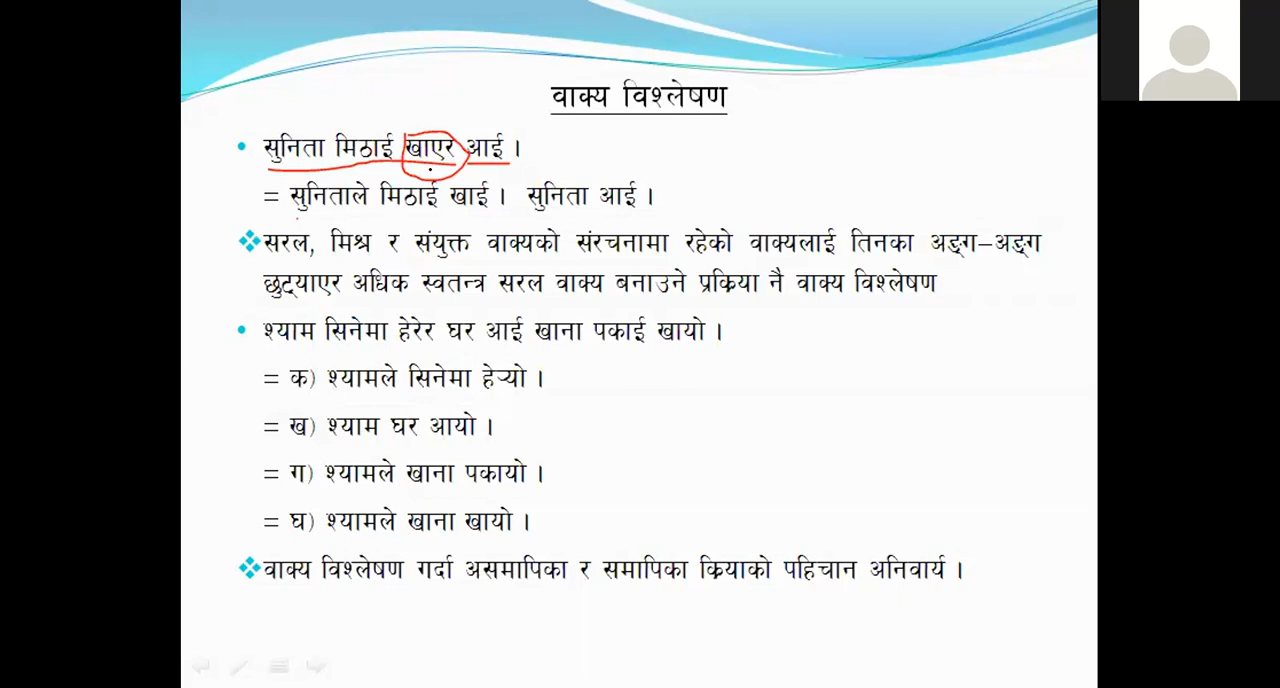 वाक्य विश्लेषण
सुनिता मिठाई खाएर आई ।
= सुनिताले मिठाई खाई । सुनिता आई ।
सरल, मिश्र र संयुक्त वाक्यको संरचनामा रहेको वाक्यलाई तिनका अङ्ग–अङ्ग
छुट्याएर अधिक स्वतन्त्र सरल वाक्य बनाउने प्रक्रिया नै वाक्य विश्लेषण
श्याम सिनेमा हेरेर घर आई खाना पकाई खायो ।
= क) श्यामले सिनेमा हेर्‍यो ।
= ख) श्याम घर आयो ।
= ग) श्यामले खाना पकायो ।
= घ) श्यामले खाना खायो ।
वाक्य विश्लेषण गर्दा असमापिका र समापिका क्रियाको पहिचान अनिवार्य ।